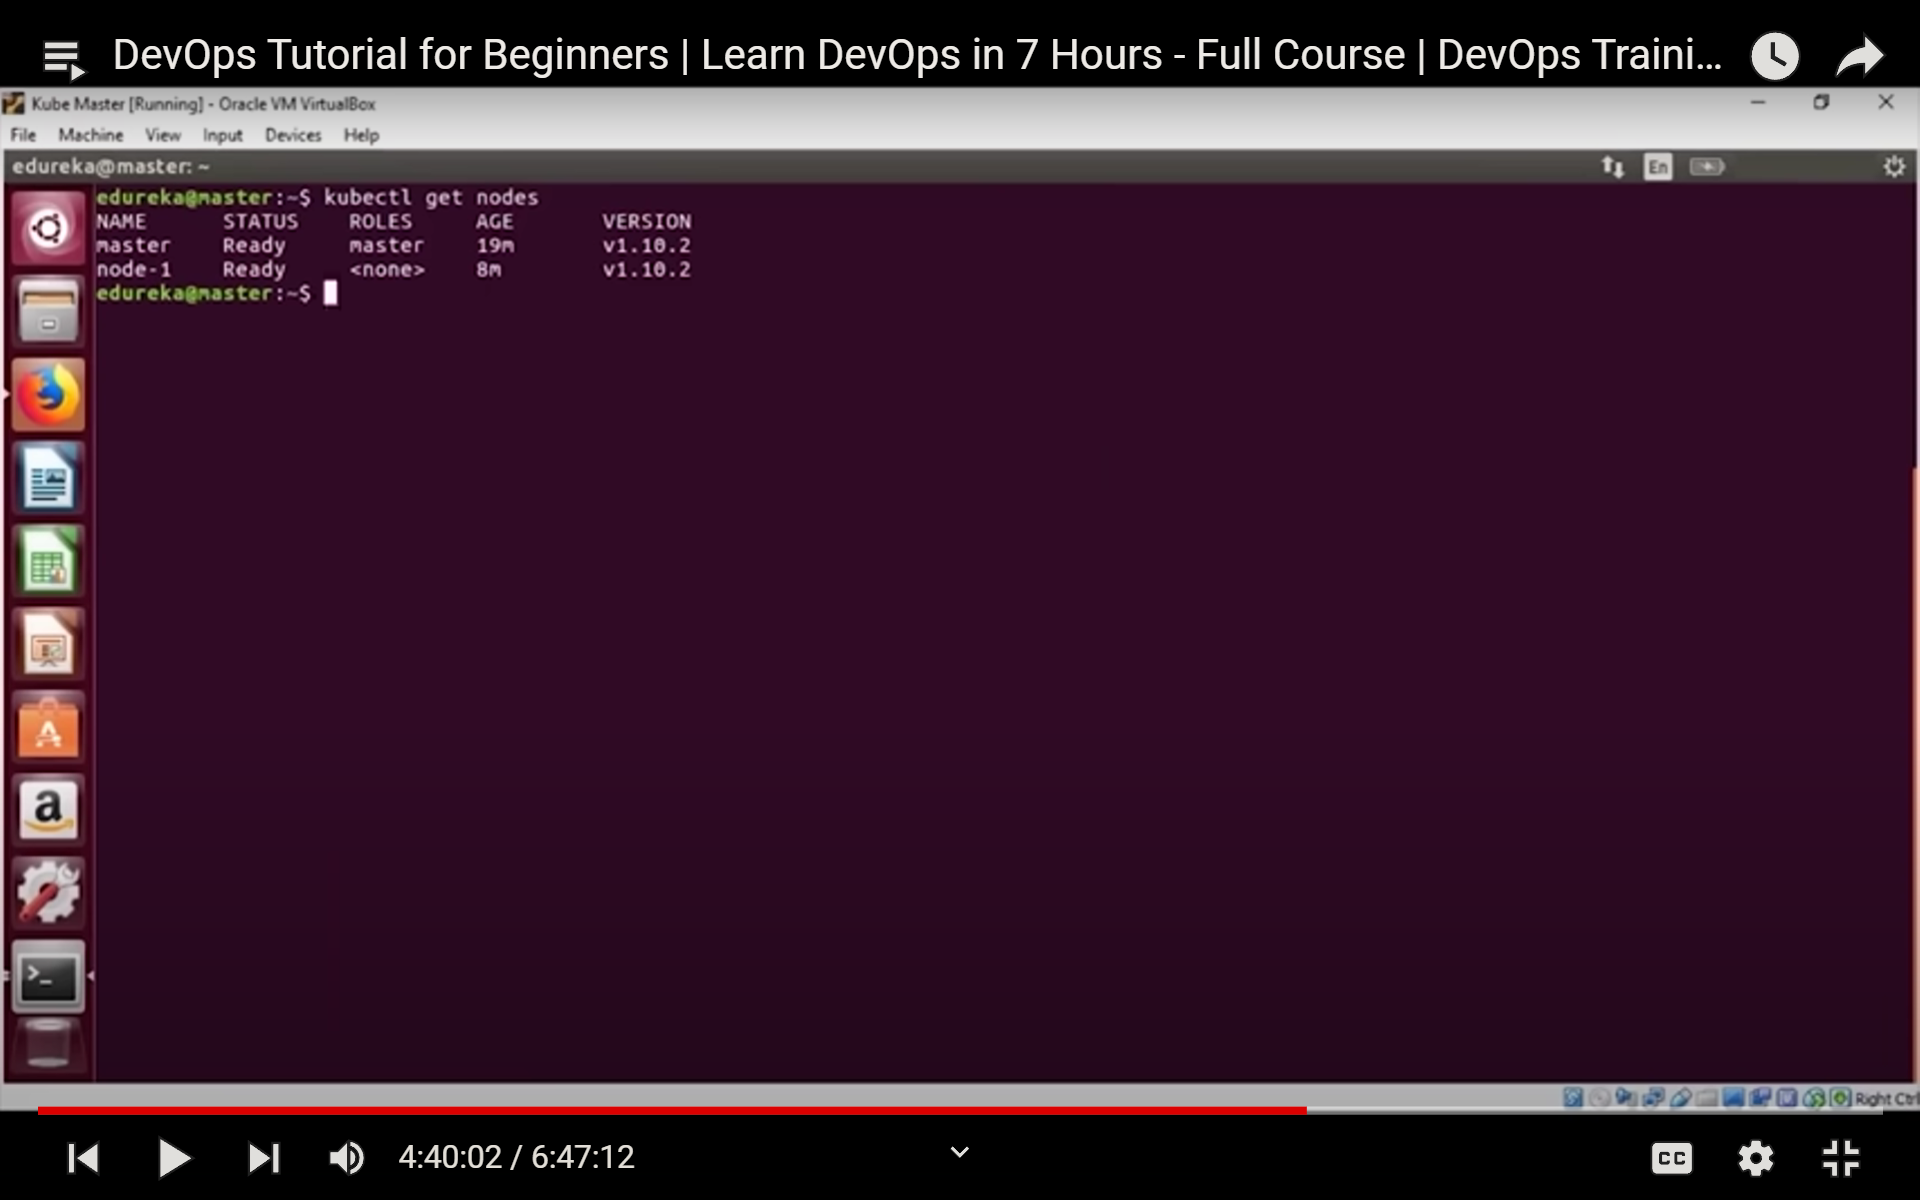 DevOps Tutorial for Beginners | Learn DevOps in 7 Hours - Full Course | DevOps Traini...
Kube Master [Running] - Oracle VM VirtualBox
File Machine View Input Devices Help
edureka@master: ~
En
edureka@master:~$ kubectl get nodes
NAME STATUS ROLES AGE VERSION
master Ready master 19m v1.10.2
node-1 Ready <none> 8m v1.10.2
edureka@master:~$
Right Ctrl
4:40:02 / 6:47:12
CC